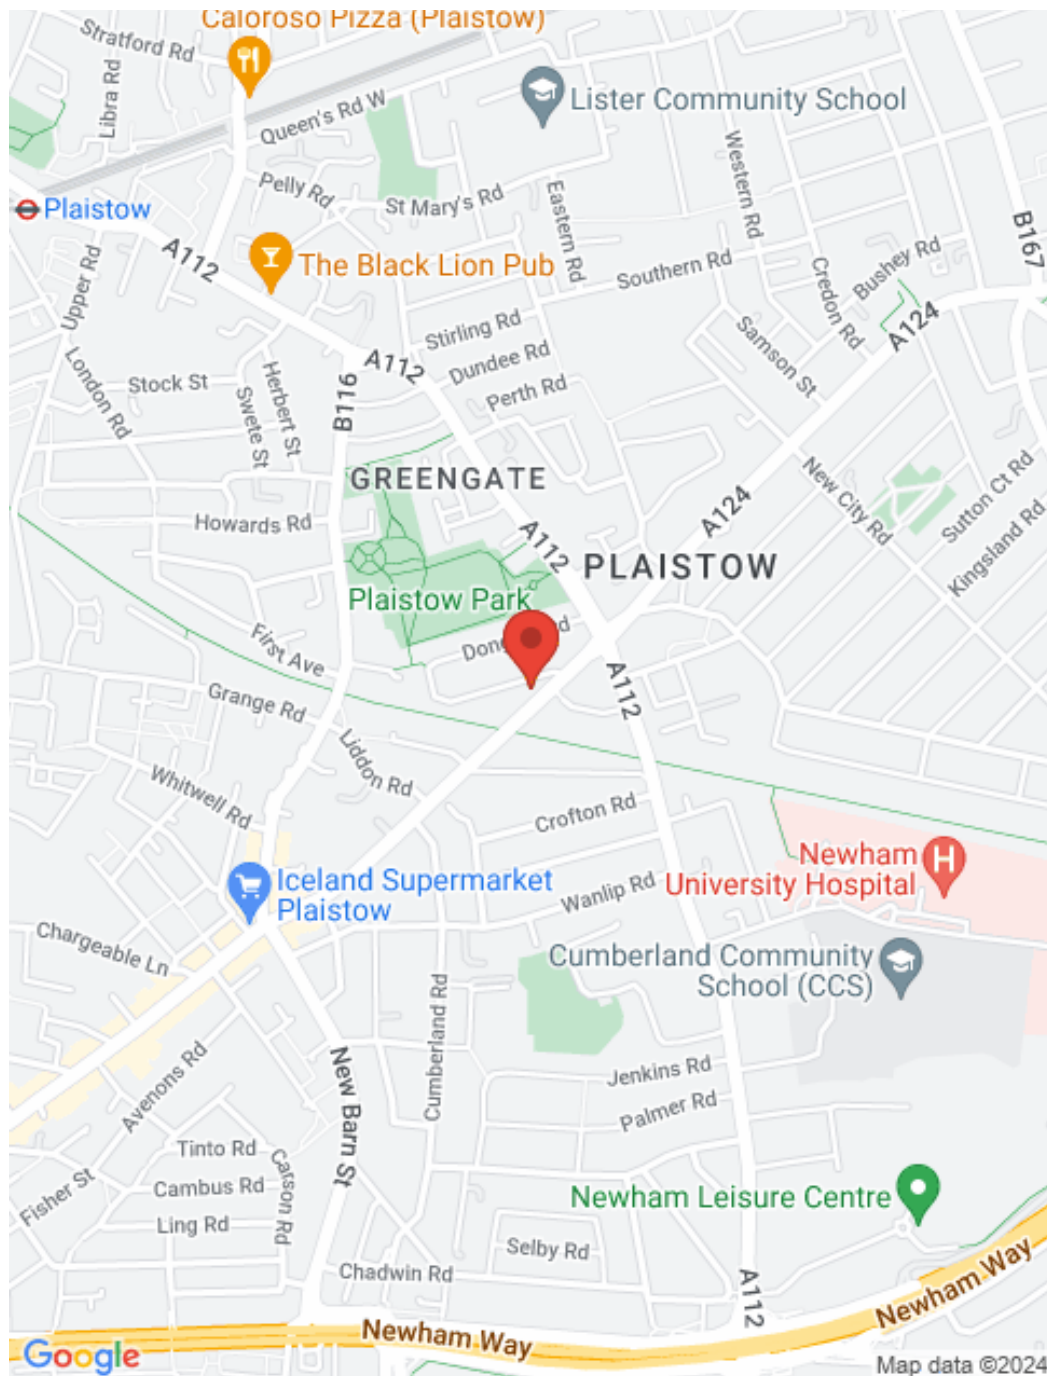 Caloroso Pizza (Plaistow)
Stratford Rd
Libra Rd
Queen's Rd W
Lister Community School
Pelly Rd
St Mary's Rd
Eastern Rd
Western Rd
Plaistow
A112
The Black Lion Pub
Southern Rd
Credon Rd
Bushey Rd
B167
Upper Rd
Stirling Rd
A124
A112
Dundee Rd
Samson St
London Rd
Stock St
Swete St
Herbert St
B116
Perth Rd
GREENGATE
A124
New City Rd
Sutton Ct Rd
Howards Rd
A112
PLAISTOW
Kingsland Rd
Plaistow Park
First Ave
A112
Grange Rd
Liddon Rd
Whitwell Rd
Crofton Rd
Iceland Supermarket
Plaistow
Newham
University Hospital
H
Wanlip Rd
Chargeable Ln
Cumberland Community
School (CCS)
Cumberland Rd
Avenons Rd
New Barn St
Jenkins Rd
Palmer Rd
Tinto Rd
Carson Rd
Fisher St
Cambus Rd
Ling Rd
Newham Leisure Centre
Selby Rd
Chadwin Rd
A112
Newham Way
Newham Way
Google
Map data ©2024